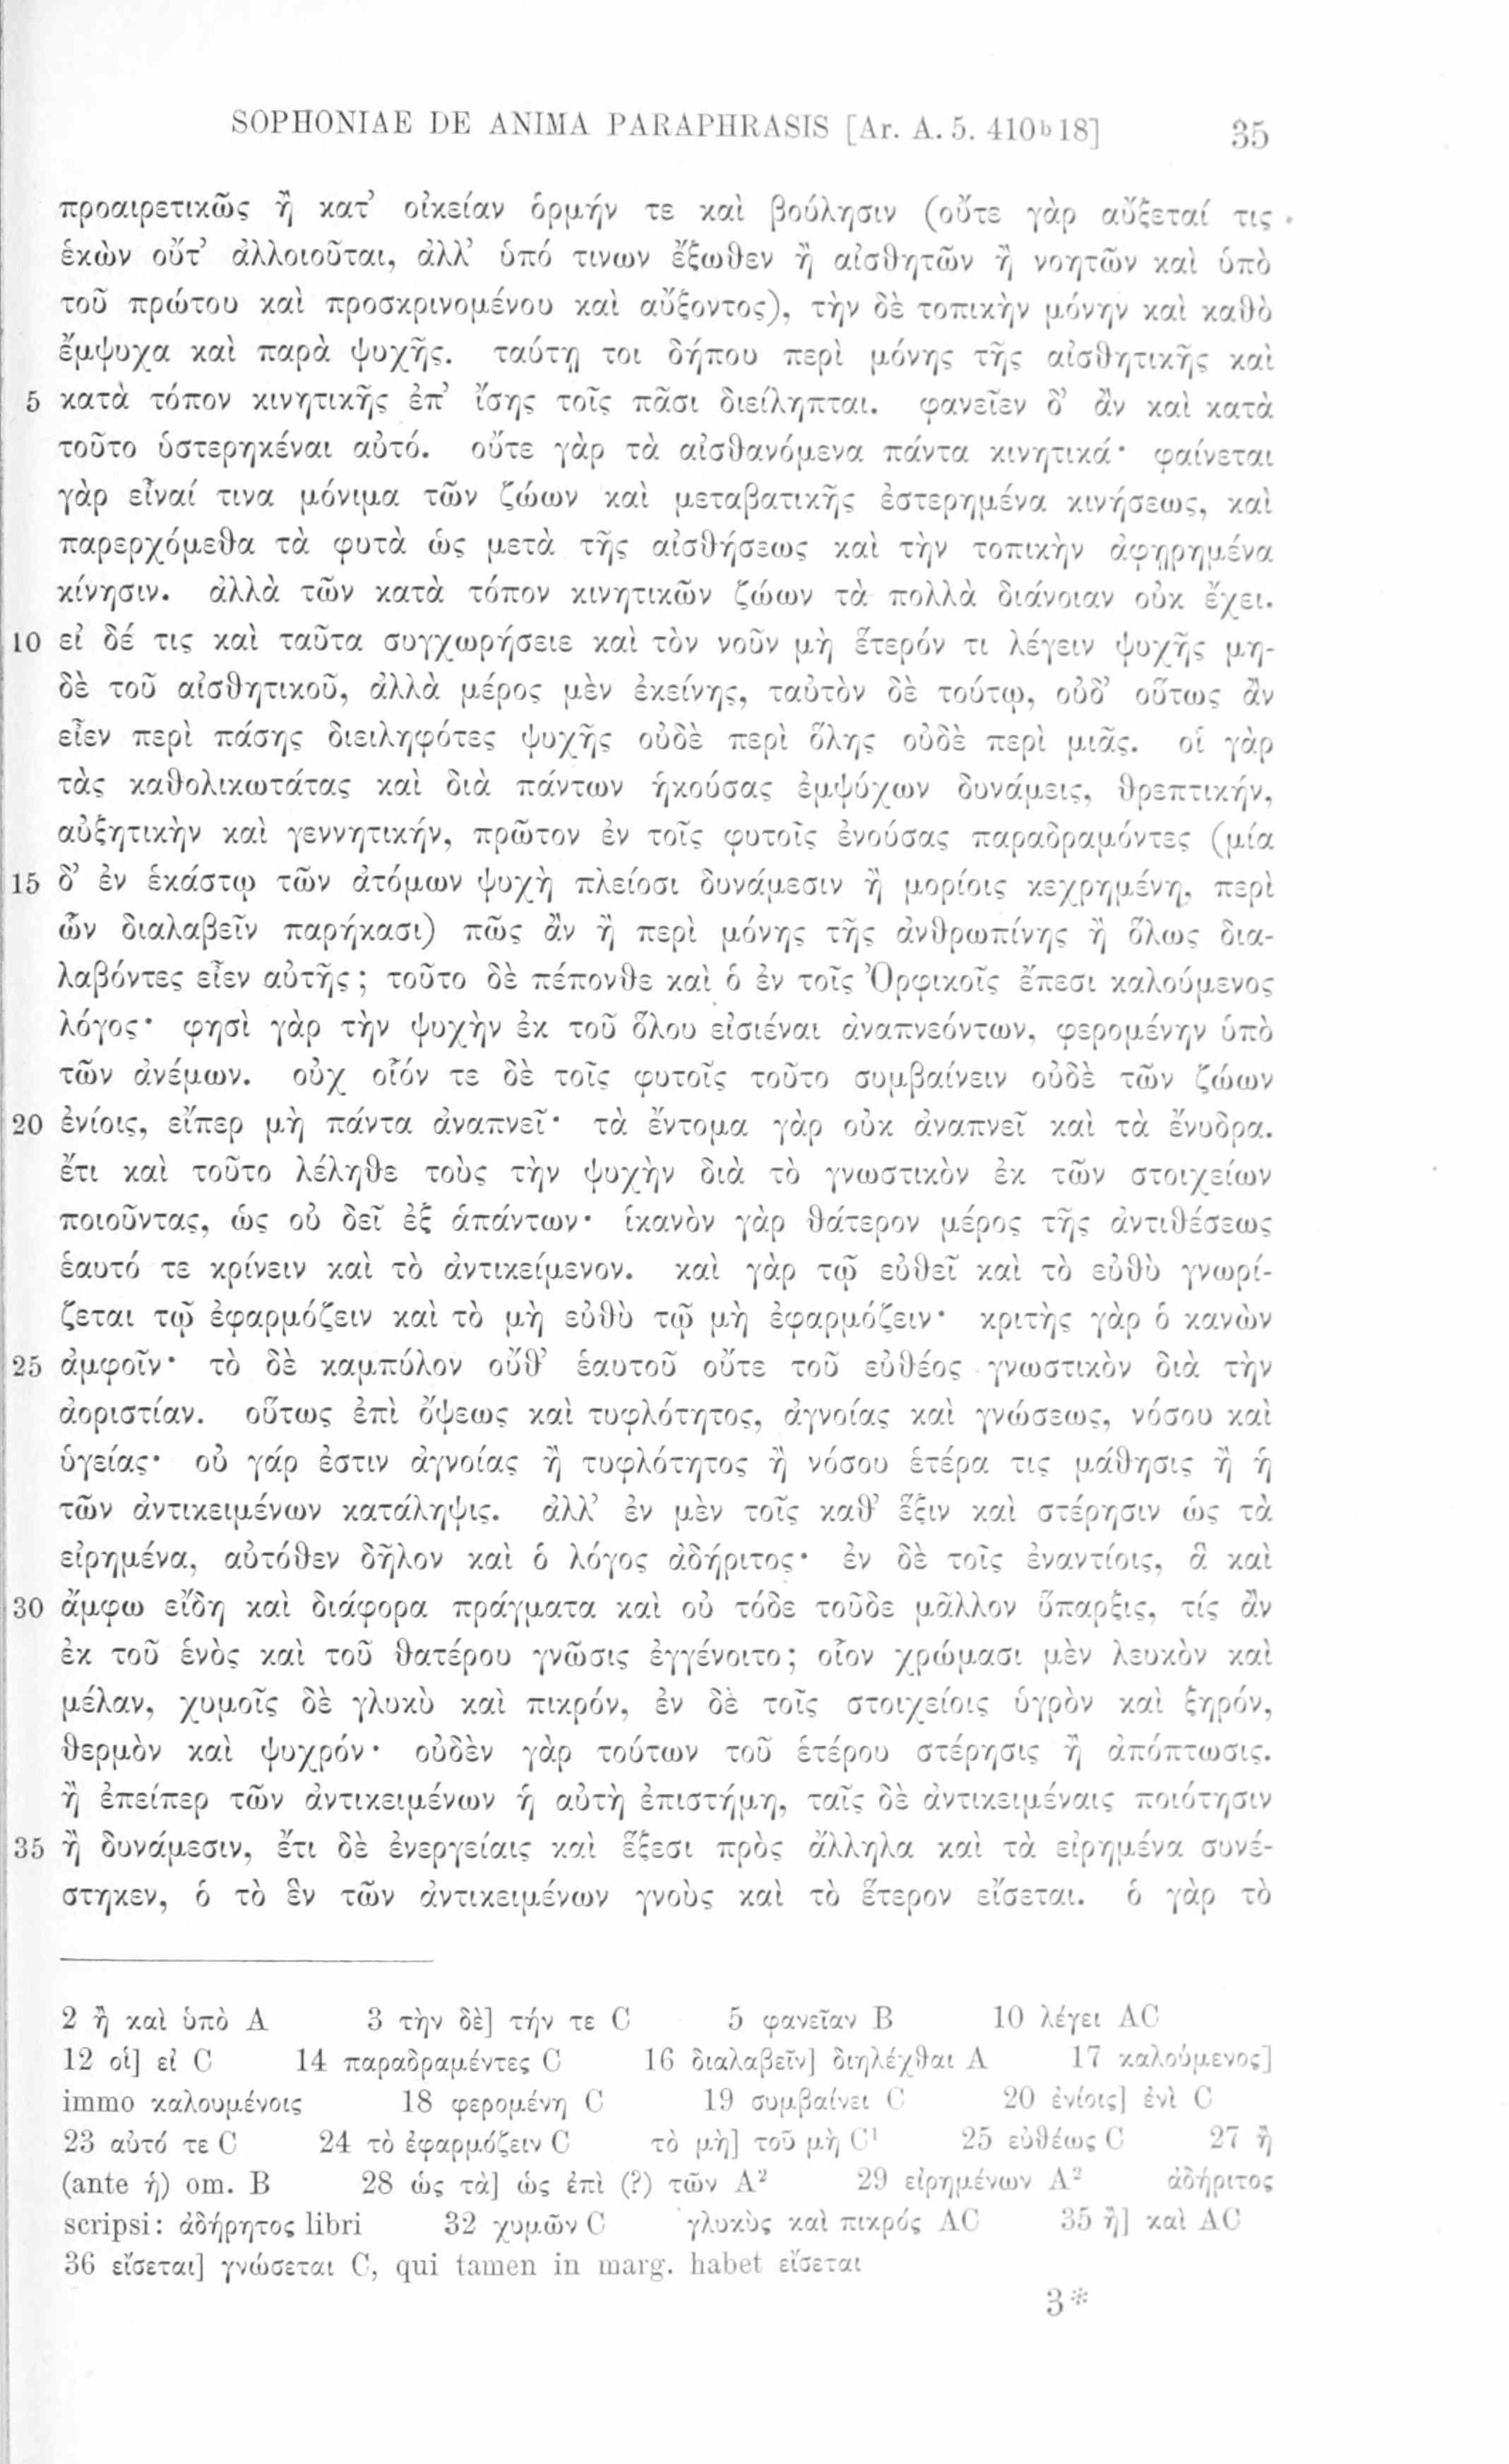 SOPHONIAE DE ANIMA PARAPHRASIS [Ar. A. 5. 410ᵇ18] 35
προαιρετικῶς ἢ κατ’ οἰκείαν ὁρμήν τε καὶ βούλησιν (οὔτε γὰρ αὔξεταί τις
ἑκὼν οὔτ’ ἀλλοιοῦται, ἀλλ’ ὑπό τινων ἔξωθεν ἢ αἰσθητῶν ἢ νοητῶν καὶ ὑπὸ
τοῦ πρώτου καὶ προσκρινομένου καὶ αὔξοντος), τὴν δὲ τοπικὴν μόνην καὶ καθὸ
ἔμψυχα καὶ παρὰ ψυχῆς. ταύτῃ τοι δήπου περὶ μόνης τῆς αἰσθητικῆς καὶ
5 κατὰ τόπον κινητικῆς ἐπ’ ἴσης τοῖς πᾶσι διείληπται. φανεῖεν δ’ ἂν καὶ κατὰ
τοῦτο ὑστερηκέναι αὐτό. οὔτε γὰρ τὰ αἰσθανόμενα πάντα κινητικά· φαίνεται
γὰρ εἶναί τινα μόνιμα τῶν ζώων καὶ μεταβατικῆς ἐστερημένα κινήσεως, καὶ
παρερχόμεθα τὰ φυτὰ ὡς μετὰ τῆς αἰσθήσεως καὶ τὴν τοπικὴν ἀφῃρημένα
κίνησιν. ἀλλὰ τῶν κατὰ τόπον κινητικῶν ζώων τὰ πολλὰ διάνοιαν οὐκ ἔχει.
10 εἰ δέ τις καὶ ταῦτα συγχωρήσειε καὶ τὸν νοῦν μὴ ἕτερόν τι λέγειν ψυχῆς μη-
δὲ τοῦ αἰσθητικοῦ, ἀλλὰ μέρος μὲν ἐκείνης, ταὐτὸν δὲ τούτῳ, οὐδ’ οὕτως ἂν
εἶεν περὶ πάσης διειληφότες ψυχῆς οὐδὲ περὶ ὅλης οὐδὲ περὶ μιᾶς. οἱ γὰρ
τὰς καθολικωτάτας καὶ διὰ πάντων ἡκούσας ἐμψύχων δυνάμεις, θρεπτικήν,
αὐξητικὴν καὶ γεννητικήν, πρῶτον ἐν τοῖς φυτοῖς ἐνούσας παραδραμόντες (μία
15 δ’ ἐν ἑκάστῳ τῶν ἀτόμων ψυχὴ πλείοσι δυνάμεσιν ἢ μορίοις κεχρημένη, περὶ
ὧν διαλαβεῖν παρήκασι) πῶς ἂν ἢ περὶ μόνης τῆς ἀνθρωπίνης ἢ ὅλως δια-
λαβόντες εἶεν αὐτῆς; τοῦτο δὲ πέπονθε καὶ ὁ ἐν τοῖς Ὀρφικοῖς ἔπεσι καλούμενος
λόγος· φησὶ γὰρ τὴν ψυχὴν ἐκ τοῦ ὅλου εἰσιέναι ἀναπνεόντων, φερομένην ὑπὸ
τῶν ἀνέμων. οὐχ οἷόν τε δὲ τοῖς φυτοῖς τοῦτο συμβαίνειν οὐδὲ τῶν ζώων
20 ἐνίοις, εἴπερ μὴ πάντα ἀναπνεῖ· τὰ ἔντομα γὰρ οὐκ ἀναπνεῖ καὶ τὰ ἔνυδρα.
ἔτι καὶ τοῦτο λέληθε τοὺς τὴν ψυχὴν διὰ τὸ γνωστικὸν ἐκ τῶν στοιχείων
ποιοῦντας, ὡς οὐ δεῖ ἐξ ἁπάντων· ἱκανὸν γὰρ θάτερον μέρος τῆς ἀντιθέσεως
ἑαυτό τε κρίνειν καὶ τὸ ἀντικείμενον. καὶ γὰρ τῷ εὐθεῖ καὶ τὸ εὐθὺ γνωρί-
ζεται τῷ ἐφαρμόζειν καὶ τὸ μὴ εὐθὺ τῷ μὴ ἐφαρμόζειν· κριτὴς γὰρ ὁ κανὼν
25 ἀμφοῖν· τὸ δὲ καμπύλον οὔθ’ ἑαυτοῦ οὔτε τοῦ εὐθέος γνωστικὸν διὰ τὴν
ἀοριστίαν. οὕτως ἐπὶ ὄψεως καὶ τυφλότητος, ἀγνοίας καὶ γνώσεως, νόσου καὶ
ὑγείας· οὐ γάρ ἐστιν ἀγνοίας ἢ τυφλότητος ἢ νόσου ἑτέρα τις μάθησις ἢ ἡ
τῶν ἀντικειμένων κατάληψις. ἀλλ’ ἐν μὲν τοῖς καθ’ ἕξιν καὶ στέρησιν ὡς τὰ
εἰρημένα, αὐτόθεν δῆλον καὶ ὁ λόγος ἀδήριτος· ἐν δὲ τοῖς ἐναντίοις, ἃ καὶ
30 ἄμφω εἴδη καὶ διάφορα πράγματα καὶ οὐ τόδε τοῦδε μᾶλλον ὕπαρξις, τίς ἂν
ἐκ τοῦ ἑνὸς καὶ τοῦ θατέρου γνῶσις ἐγγένοιτο; οἷον χρώμασι μὲν λευκὸν καὶ
μέλαν, χυμοῖς δὲ γλυκὺ καὶ πικρόν, ἐν δὲ τοῖς στοιχείοις ὑγρὸν καὶ ξηρόν,
θερμὸν καὶ ψυχρόν· οὐδὲν γὰρ τούτων τοῦ ἑτέρου στέρησις ἢ ἀπόπτωσις.
ἢ ἐπείπερ τῶν ἀντικειμένων ἡ αὐτὴ ἐπιστήμη, ταῖς δὲ ἀντικειμέναις ποιότησιν
35 ἢ δυνάμεσιν, ἔτι δὲ ἐνεργείαις καὶ ἕξεσι πρὸς ἄλληλα καὶ τὰ εἰρημένα συνέ-
στηκεν, ὁ τὸ ἓν τῶν ἀντικειμένων γνοὺς καὶ τὸ ἕτερον εἴσεται. ὁ γὰρ τὸ
2 ἢ καὶ ὑπὸ A 3 τὴν δὲ] τήν τε C 5 φανεῖαν B 10 λέγει AC
12 οἱ] εἰ C 14 παραδραμέντες C 16 διαλαβεῖν] διηλέχθαι A 17 καλούμενος]
immo καλουμένοις 18 φερομένη C 19 συμβαίνει C 20 ἐνίοις] ἑνὶ C
23 αὐτό τε C 24 τὸ ἐφαρμόζειν C τὸ μὴ] τοῦ μὴ C¹ 25 εὐθέως C 27 ἢ
(ante ἡ) om. B 28 ὡς τὰ] ὡς ἐπὶ (?) τῶν A² 29 εἰρημένων A² ἀδήριτος
scripsi: ἀδήρητος libri 32 χυμῶν C γλυκὺς καὶ πικρός AC 35 ἢ] καὶ AC
36 εἴσεται] γνώσεται C, qui tamen in marg. habet εἴσεται
3*